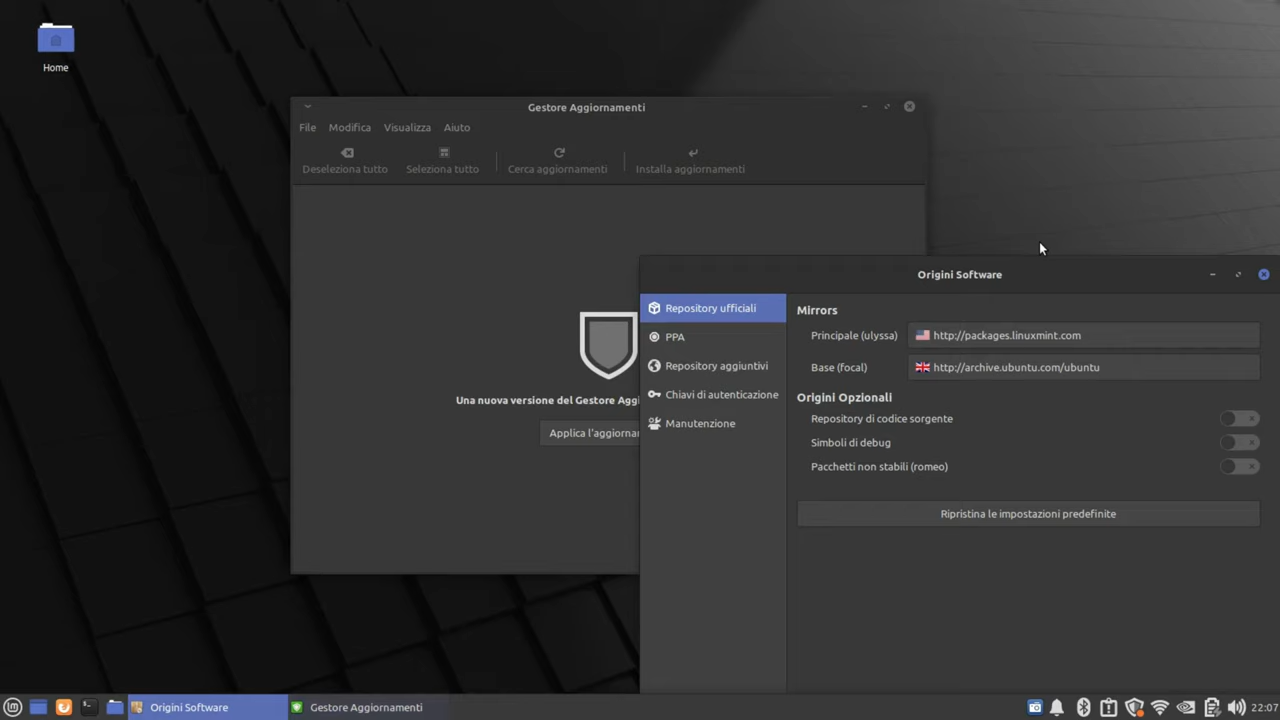 Home
Gestore Aggiornamenti
File Modifica Visualizza Aiuto
Deseleziona tutto Seleziona tutto Cerca aggiornamenti Installa aggiornamenti
Una nuova versione del Gestore
Applica
Origini Software
Repository ufficiali
PPA
Repository aggiuntivi
Chiavi di autenticazione
Manutenzione
Mirrors
Principale (ulyssa) http://packages.linuxmint.com
Base (focal) http://archive.ubuntu.com/ubuntu
Origini Opzionali
Repository di codice sorgente
Simboli di debug
Pacchetti non stabili (romeo)
Ripristina le impostazioni predefinite
Origini Software Gestore Aggiornamenti 22:07